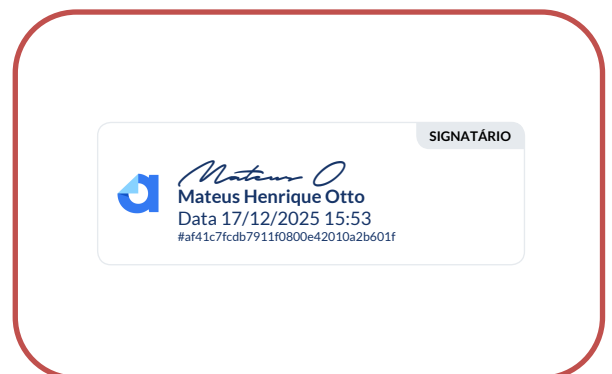 SIGNATÁRIO
Mateus O
Mateus Henrique Otto
Data 17/12/2025 15:53
#af41c7fcdb7911f0800e42010a2b601f